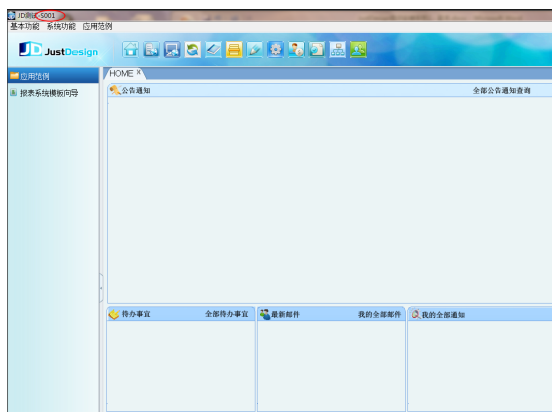 JD测试-S001
基本功能 系统功能 应用范例
JustDesign
应用范例
HOME ×
报表系统模板向导
公告通知 全部公告通知查询
待办事宜 全部待办事宜 最新邮件 我的全部邮件 我的全部通知